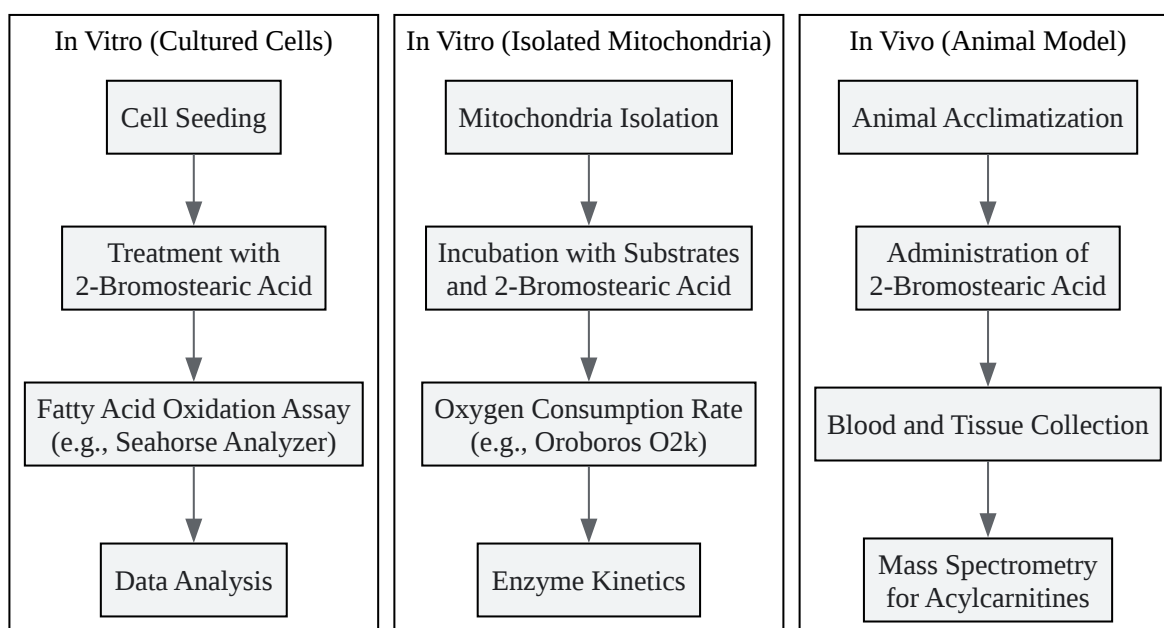 In Vitro (Cultured Cells)
Cell Seeding
Treatment with
2-Bromostearic Acid
Fatty Acid Oxidation Assay
(e.g., Seahorse Analyzer)
Data Analysis
In Vitro (Isolated Mitochondria)
Mitochondria Isolation
Incubation with Substrates
and 2-Bromostearic Acid
Oxygen Consumption Rate
(e.g., Oroboros O2k)
Enzyme Kinetics
In Vivo (Animal Model)
Animal Acclimatization
Administration of
2-Bromostearic Acid
Blood and Tissue Collection
Mass Spectrometry
for Acylcarnitines